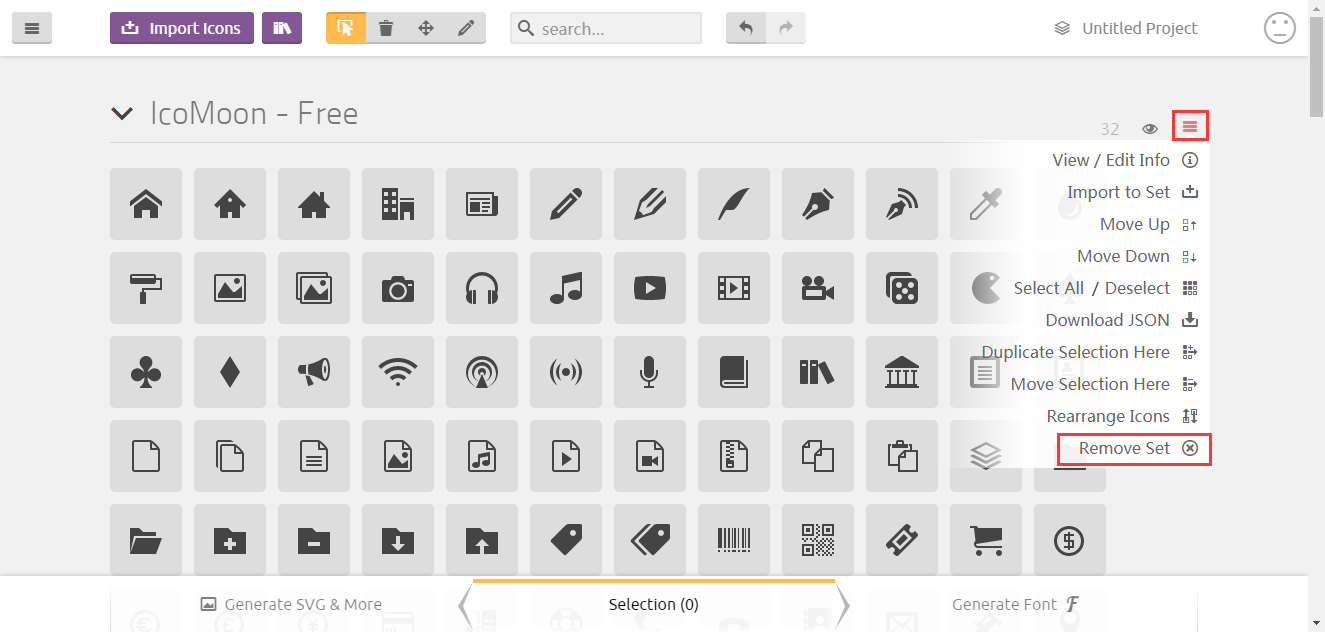 Import Icons
search...
Untitled Project
IcoMoon - Free
32
View / Edit Info
Import to Set
Move Up
Move Down
Select All / Deselect
Download JSON
Duplicate Selection Here
Move Selection Here
Rearrange Icons
Remove Set
Generate SVG & More
Selection (0)
Generate Font